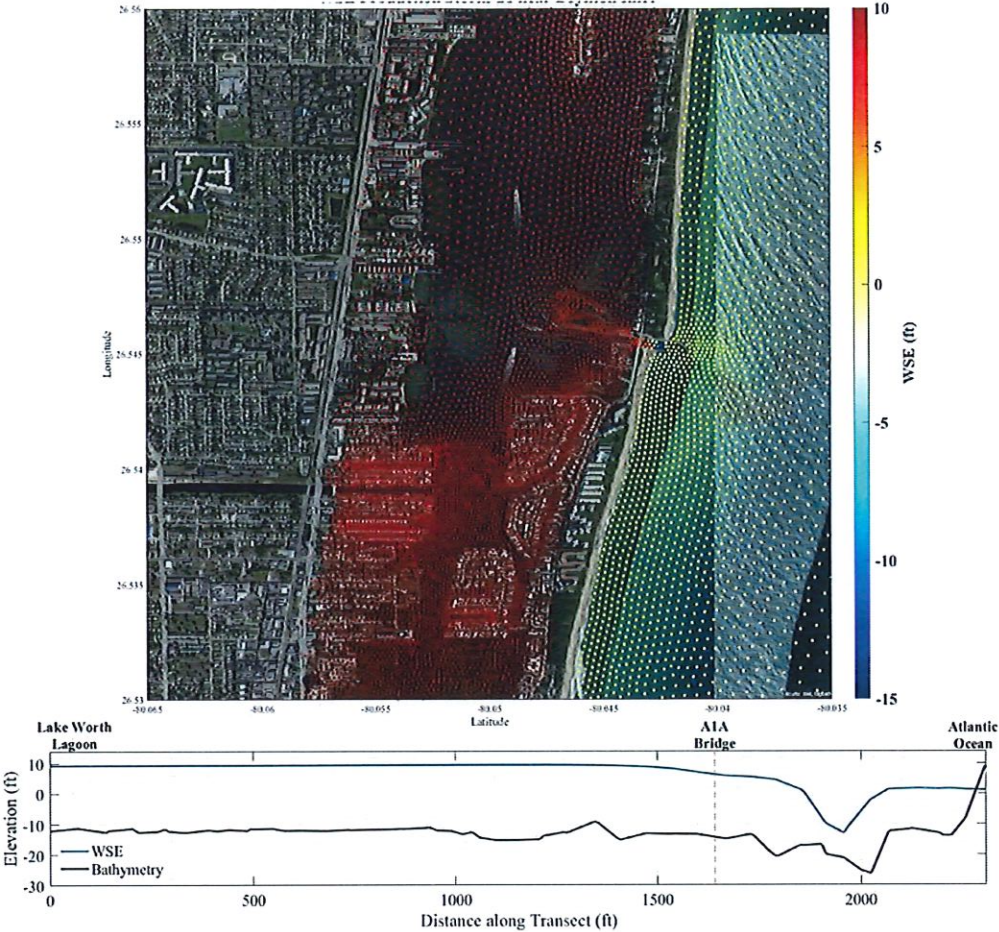 26.56
26.555
26.55
26.545
26.54
26.535
26.53
Longitude
-80.065
-80.06
-80.055
-80.05
-80.045
-80.04
-80.035
Latitude
10
5
0
-5
-10
-15
WSE (ft)
Lake Worth
Lagoon
A1A
Bridge
Atlantic
Ocean
10
0
-10
-20
-30
Elevation (ft)
WSE
Bathymetry
0
500
1000
1500
2000
Distance along Transect (ft)